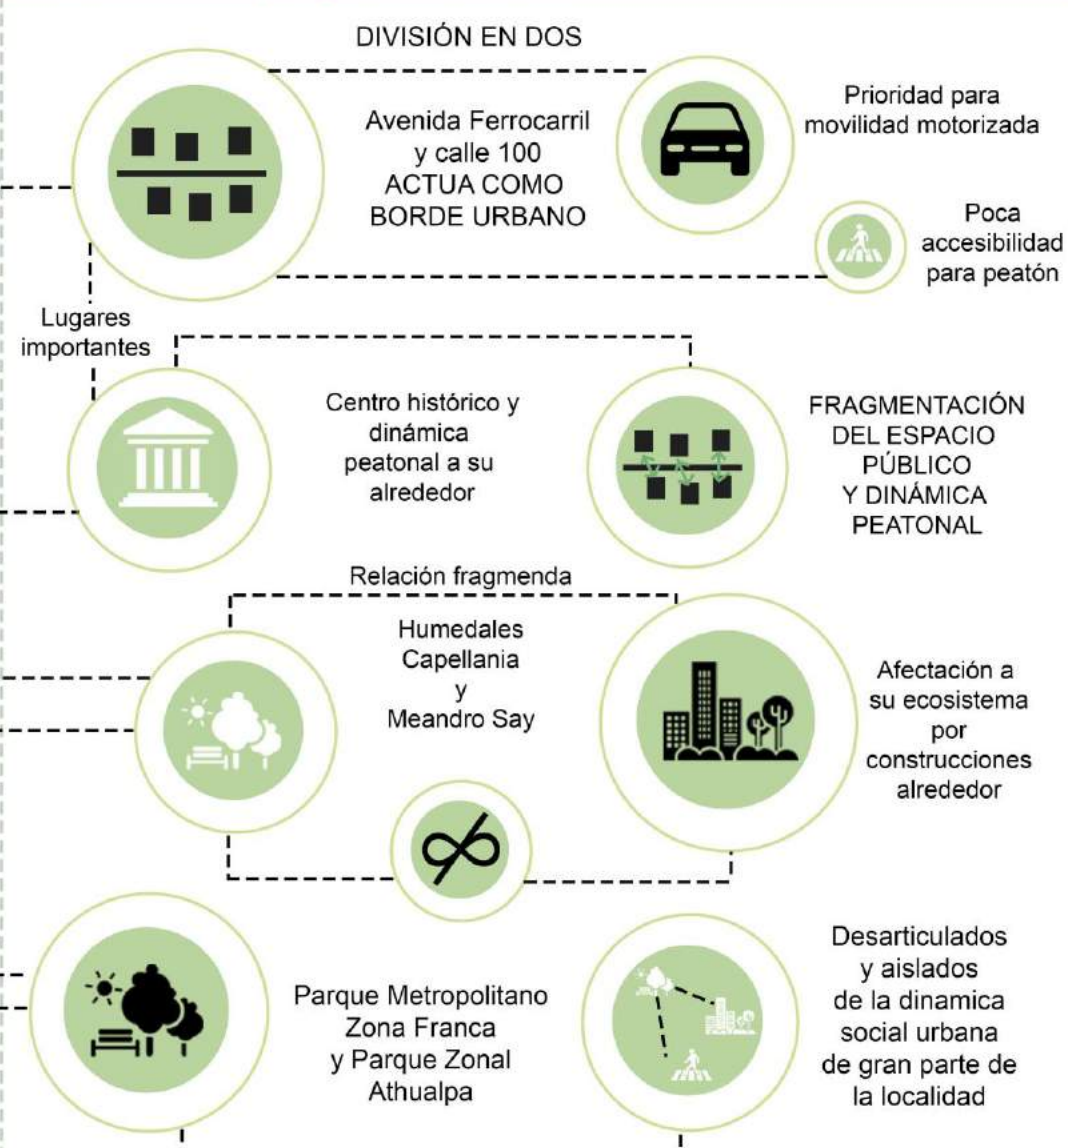 DIVISIÓN EN DOS
Avenida Ferrocarril
y calle 100
ACTUA COMO
BORDE URBANO
Prioridad para
movilidad motorizada
Poca
accesibilidad
para peatón
Lugares
importantes
Centro histórico y
dinámica
peatonal a su
alrededor
FRAGMENTACIÓN
DEL ESPACIO
PÚBLICO
Y DINÁMICA
PEATONAL
Relación fragmenda
Humedales
Capellania
y
Meandro Say
Afectación a
su ecosistema
por
construcciones
alrededor
Parque Metropolitano
Zona Franca
y Parque Zonal
Athualpa
Desarticulados
y aislados
de la dinamica
social urbana
de gran parte de
la localidad